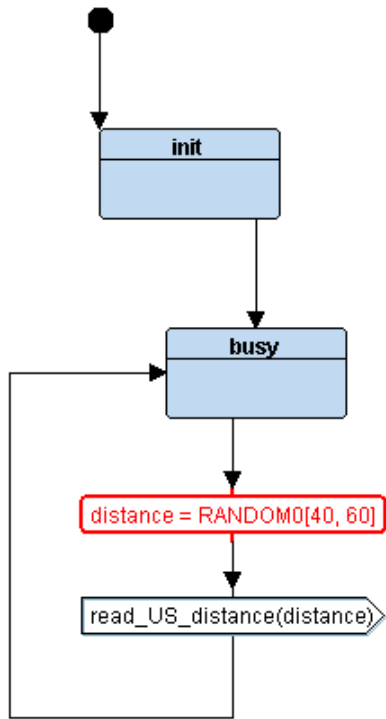 init
busy
distance = RANDOM0[40, 60]
read_US_distance(distance)